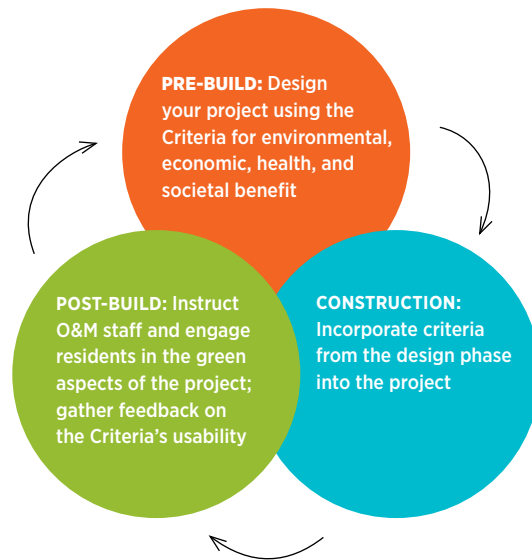 PRE-BUILD: Design
your project using the
Criteria for environmental,
economic, health, and
societal benefit
POST-BUILD: Instruct
O&M staff and engage
residents in the green
aspects of the project;
gather feedback on
the Criteria’s usability
CONSTRUCTION:
Incorporate criteria
from the design phase
into the project